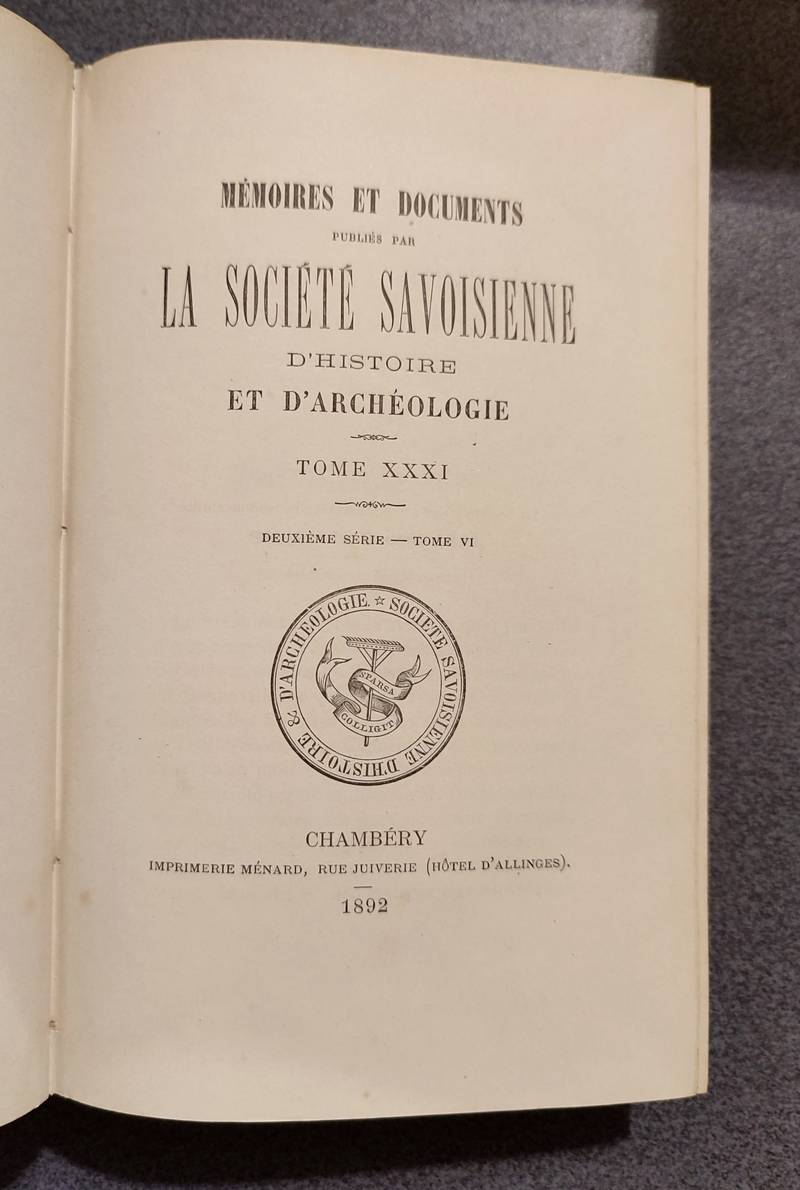 MÉMOIRES ET DOCUMENTS
PUBLIÉS PAR
LA SOCIÉTÉ SAVOISIENNE
D'HISTOIRE
ET D'ARCHÉOLOGIE
TOME XXXI
DEUXIÈME SÉRIE — TOME VI
SOCIÉTÉ SAVOISIENNE D'HISTOIRE & D'ARCHÉOLOGIE. ☆
SPARSA
COLLIGIT
CHAMBÉRY
IMPRIMERIE MÉNARD, RUE JUIVERIE (HÔTEL D'ALLINGES).
1892